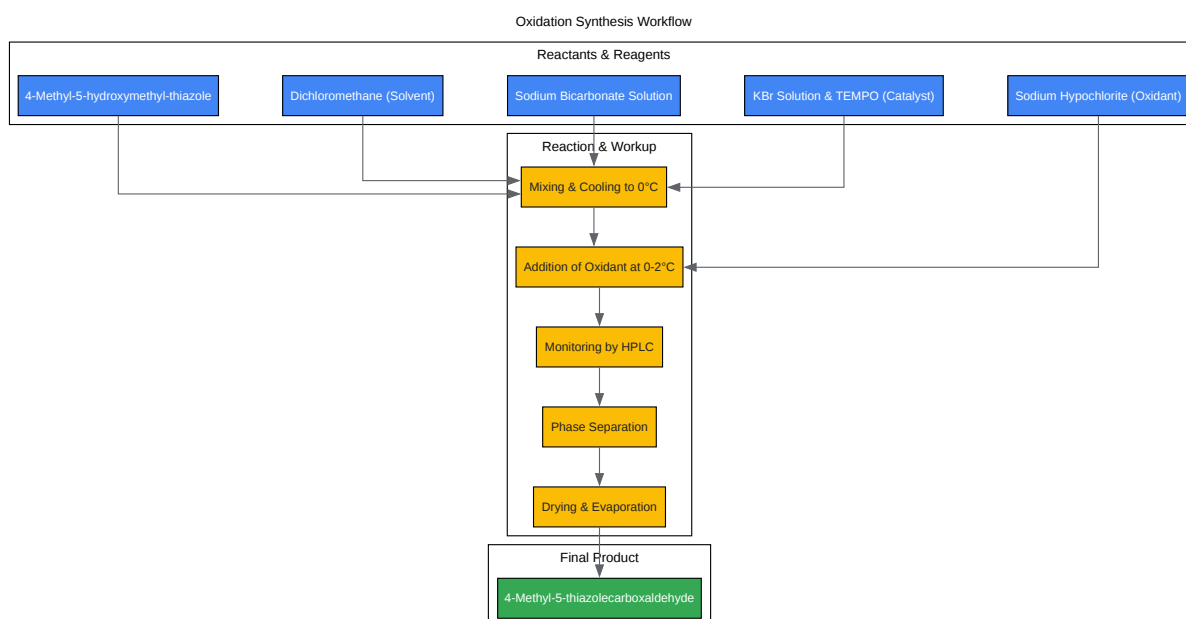 Oxidation Synthesis Workflow
Reactants & Reagents
4-Methyl-5-hydroxymethyl-thiazole
Dichloromethane (Solvent)
Sodium Bicarbonate Solution
KBr Solution & TEMPO (Catalyst)
Sodium Hypochlorite (Oxidant)
Reaction & Workup
Mixing & Cooling to 0°C
Addition of Oxidant at 0-2°C
Monitoring by HPLC
Phase Separation
Drying & Evaporation
Final Product
4-Methyl-5-thiazolecarboxaldehyde